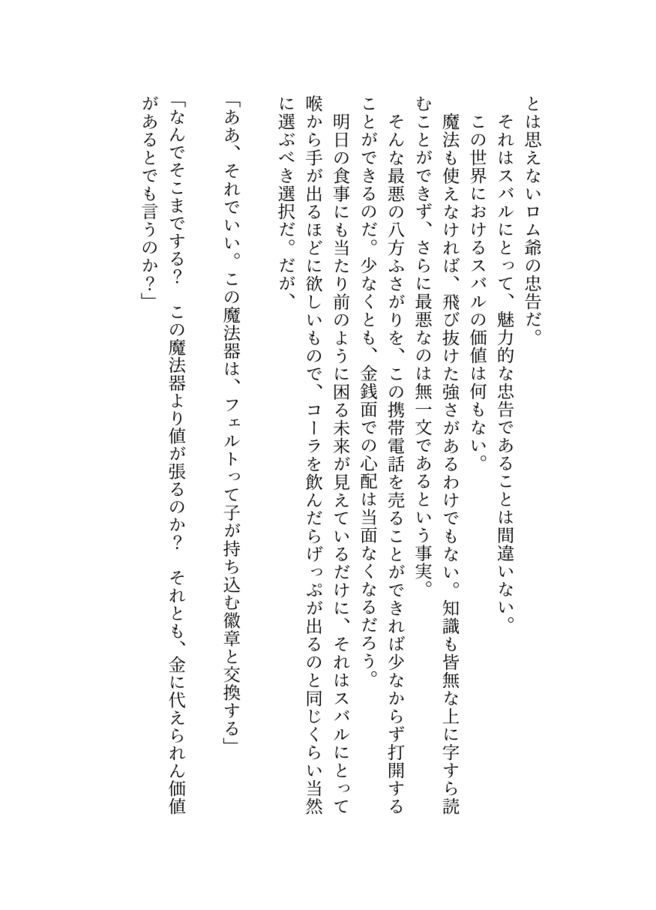 とは思えないロム爺の忠告だ。
　それはスバルにとって、魅力的な忠告であることは間違いない。
　この世界におけるスバルの価値は何もない。
　魔法も使えなければ、飛び抜けた強さがあるわけでもない。知識も皆無な上に字すら読
むことができず、さらに最悪なのは無一文であるという事実。
　そんな最悪の八方ふさがりを、この携帯電話を売ることができれば少なからず打開する
ことができるのだ。少なくとも、金銭面での心配は当面なくなるだろう。
　明日の食事にも当たり前のように困る未来が見えているだけに、それはスバルにとって
喉から手が出るほどに欲しいもので、コーラを飲んだらげっぷが出るのと同じくらい当然
に選ぶべき選択だ。だが、
「ああ、それでいい。この魔法器は、フェルトって子が持ち込む徽章と交換する」
「なんでそこまでする？　この魔法器より値が張るのか？　それとも、金に代えられん価値
があるとでも言うのか？」